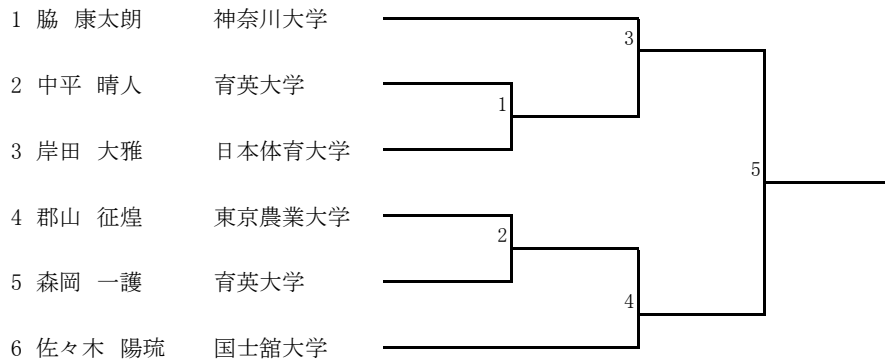 1 脇 康太朗 神奈川大学
3
2 中平 晴人 育英大学
1
3 岸田 大雅 日本体育大学
5
4 郡山 征煌 東京農業大学
2
5 森岡 一護 育英大学
4
6 佐々木 陽琉 国士舘大学